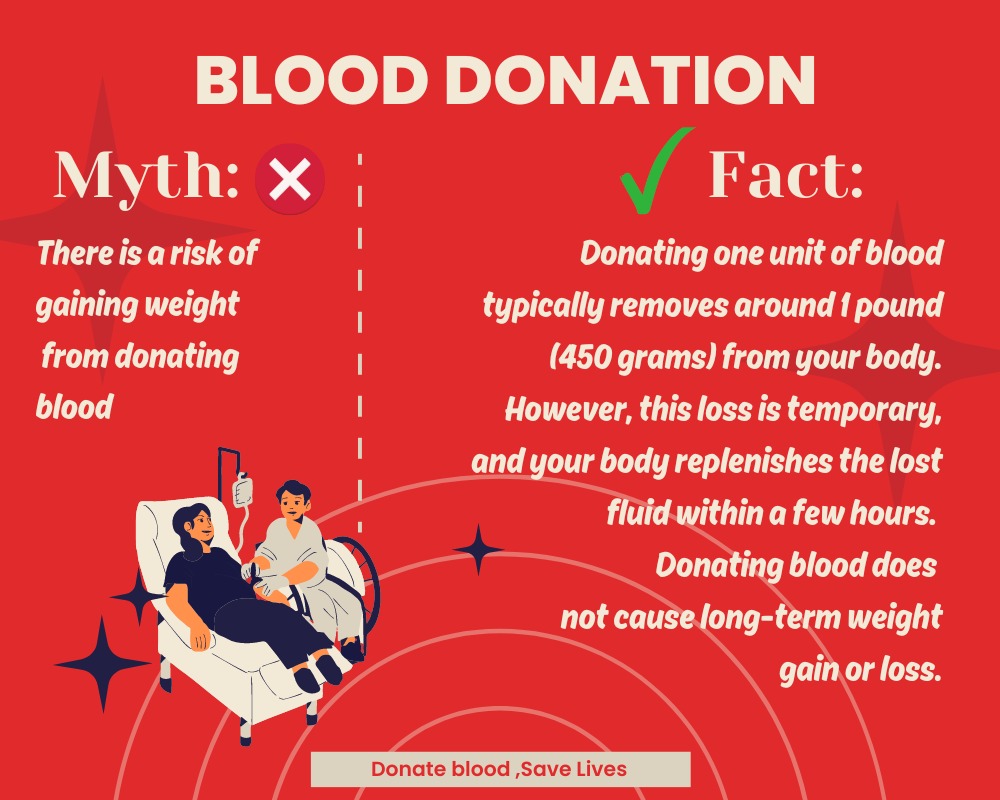 BLOOD DONATION
Myth:
There is a risk of
gaining weight
from donating
blood
Fact:
Donating one unit of blood
typically removes around 1 pound
(450 grams) from your body.
However, this loss is temporary,
and your body replenishes the lost
fluid within a few hours.
Donating blood does
not cause long-term weight
gain or loss.
Donate blood ,Save Lives